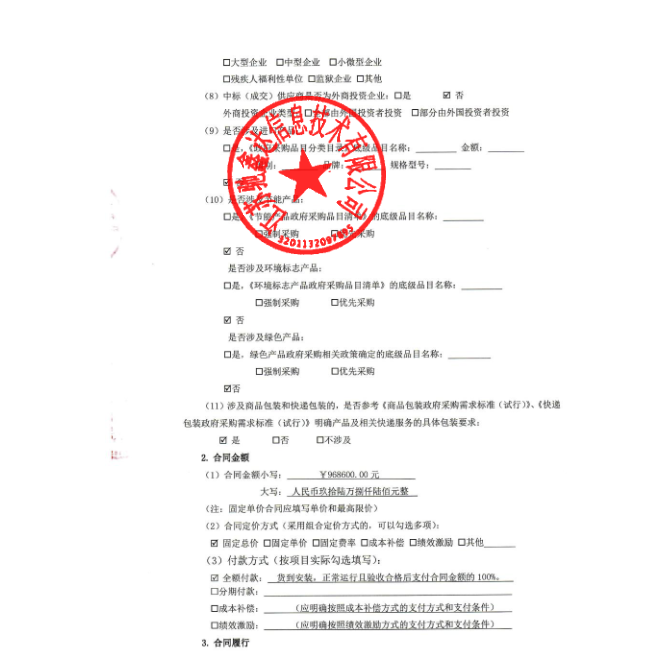 ☐大型企业 ☐中型企业 ☐小微型企业
☐残疾人福利性单位 ☐监狱企业 ☐其他
(8)中标(成交)供应商是否为外商投资企业:☐是 ☑ 否
外商投资企业类型:☐全部由外国投资者投资 ☐部分由外国投资者投资
(9)是否涉及进口产品:
☐是,《政府采购品目分类目录》底级品目名称:________ 金额:________
品牌:________ 规格型号:________
☑ 否
(10)是否涉及节能产品:
☐是,《节能产品政府采购品目清单》的底级品目名称:________
☐强制采购 ☐优先采购
☑ 否
是否涉及环境标志产品:
☐是,《环境标志产品政府采购品目清单》的底级品目名称:________
☐强制采购 ☐优先采购
☑ 否
是否涉及绿色产品:
☐是,绿色产品政府采购相关政策确定的底级品目名称:________
☐强制采购 ☐优先采购
☑否
(11)涉及商品包装和快递包装的,是否参考《商品包装政府采购需求标准(试行)》、《快递
包装政府采购需求标准(试行)》明确产品及相关快递服务的具体包装要求:
☑ 是 ☐否 ☐不涉及
2. 合同金额
(1)合同金额小写:¥968600.00 元
大写:人民币玖拾陆万捌仟陆佰元整
(注:固定单价合同应填写单价和最高限价)
(2)合同定价方式(采用组合定价方式的,可以勾选多项):
☑ 固定总价 ☐固定单价 ☐固定费率 ☐成本补偿 ☐绩效激励 ☐其他______
(3)付款方式(按项目实际勾选填写):
☑ 全额付款:货到安装,正常运行且验收合格后支付合同金额的 100%。
☐分期付款:________
☐成本补偿:(应明确按照成本补偿方式的支付方式和支付条件)
☐绩效激励:(应明确按照绩效激励方式的支付方式和支付条件)
3. 合同履行